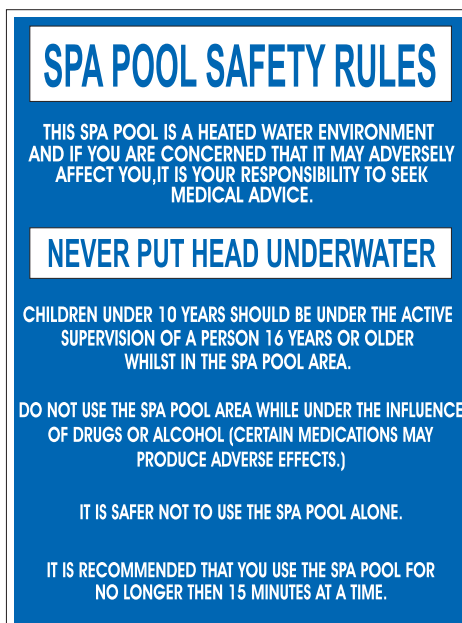 SPA POOL SAFETY RULES
THIS SPA POOL IS A HEATED WATER ENVIRONMENT
AND IF YOU ARE CONCERNED THAT IT MAY ADVERSELY
AFFECT YOU,IT IS YOUR RESPONSIBILITY TO SEEK
MEDICAL ADVICE.
NEVER PUT HEAD UNDERWATER
CHILDREN UNDER 10 YEARS SHOULD BE UNDER THE ACTIVE
SUPERVISION OF A PERSON 16 YEARS OR OLDER
WHILST IN THE SPA POOL AREA.
DO NOT USE THE SPA POOL AREA WHILE UNDER THE INFLUENCE
OF DRUGS OR ALCOHOL (CERTAIN MEDICATIONS MAY
PRODUCE ADVERSE EFFECTS.)
IT IS SAFER NOT TO USE THE SPA POOL ALONE.
IT IS RECOMMENDED THAT YOU USE THE SPA POOL FOR
NO LONGER THEN 15 MINUTES AT A TIME.